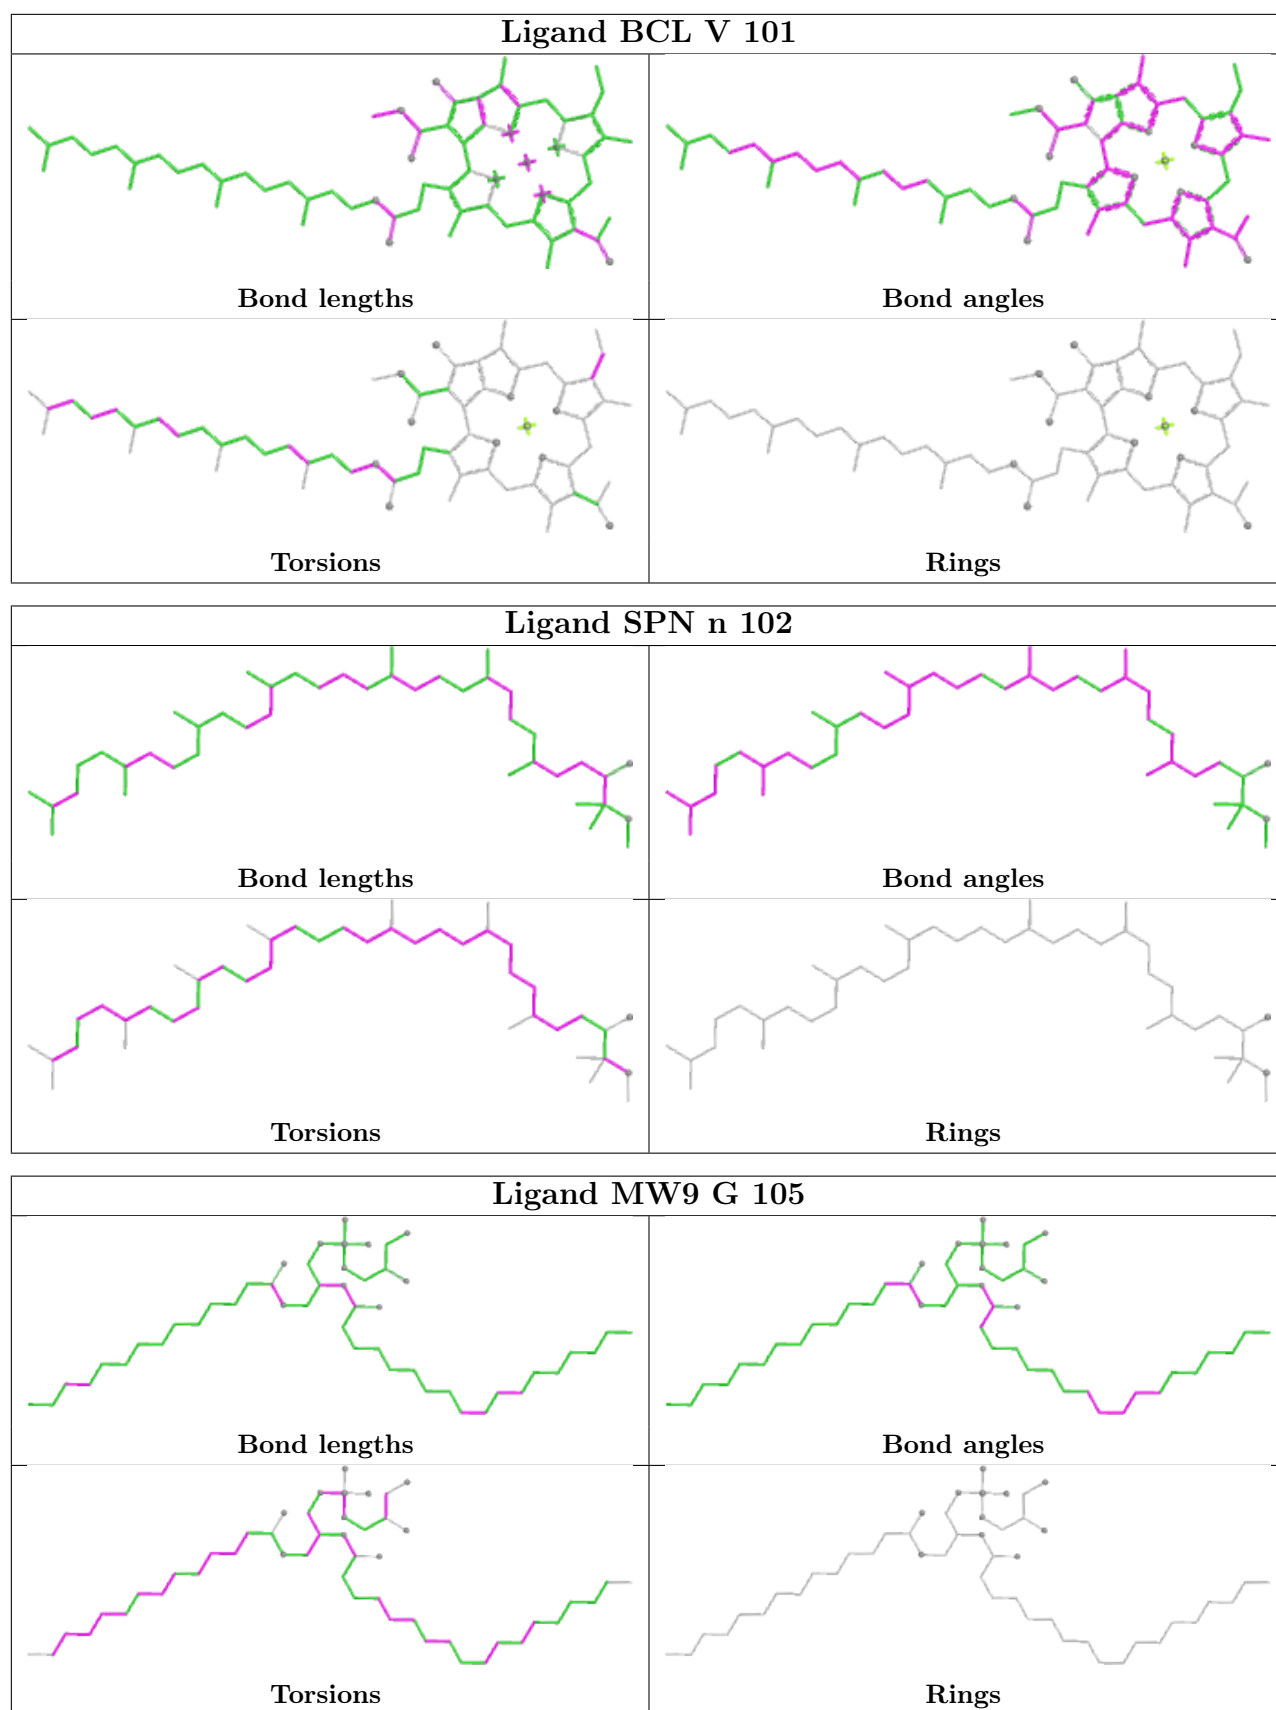 Ligand BCL V 101
Bond lengths
Bond angles
Torsions
Rings
Ligand SPN n 102
Bond lengths
Bond angles
Torsions
Rings
Ligand MW9 G 105
Bond lengths
Bond angles
Torsions
Rings